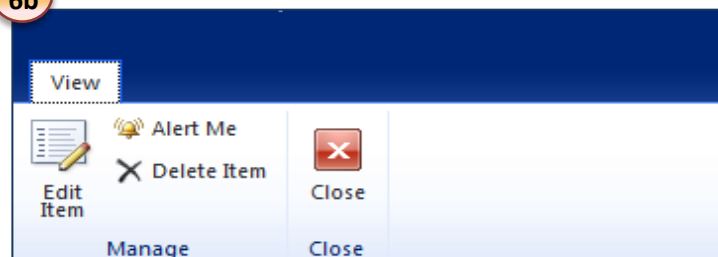 6b
View
Alert Me
Delete Item
Edit
Item
Close
Manage
Close